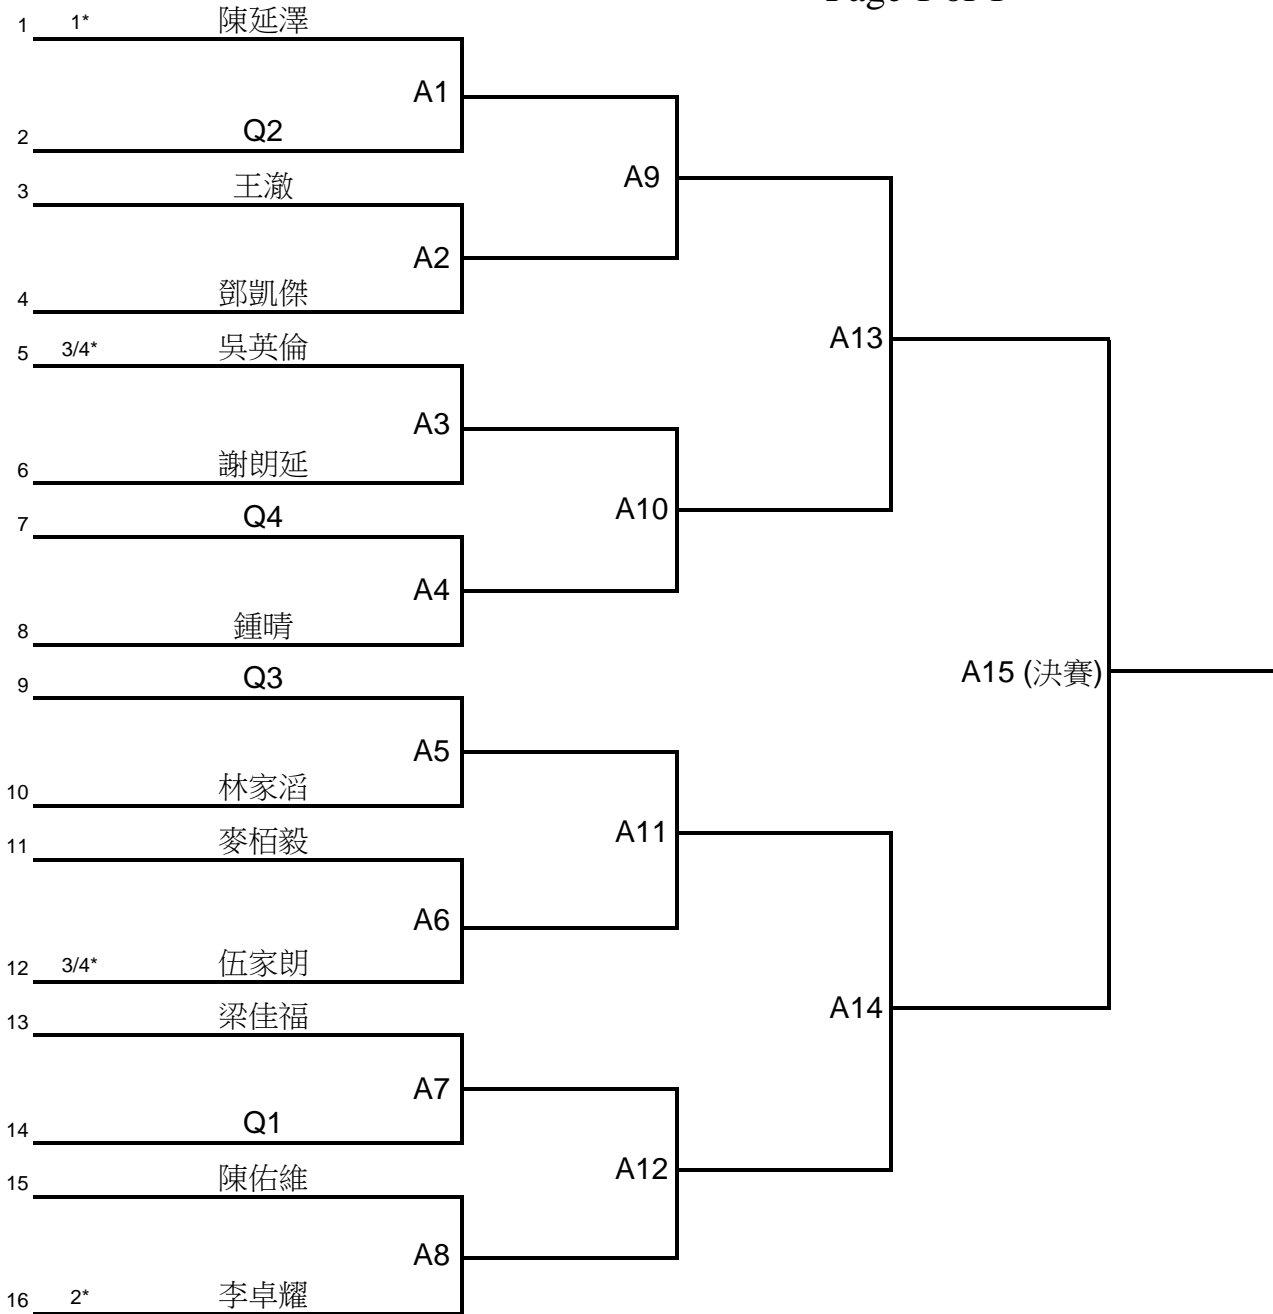 Page 1 of 1
1 1* 陳延澤
A1
2 Q2
A9
3 王澈
A2
4 鄧凱傑
A13
5 3/4* 吳英倫
A3
6 謝朗延
A10
7 Q4
A4
8 鍾晴
A15 (決賽)
9 Q3
A5
10 林家滔
A11
11 麥栢毅
A6
12 3/4* 伍家朗
A14
13 梁佳福
A7
14 Q1
A12
15 陳佑維
A8
16 2* 李卓耀